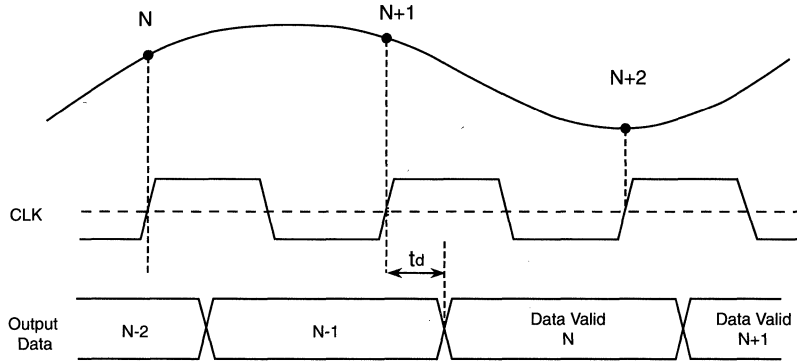 N
N+1
N+2
CLK
td
Output
Data
N-2
N-1
Data Valid
N
Data Valid
N+1